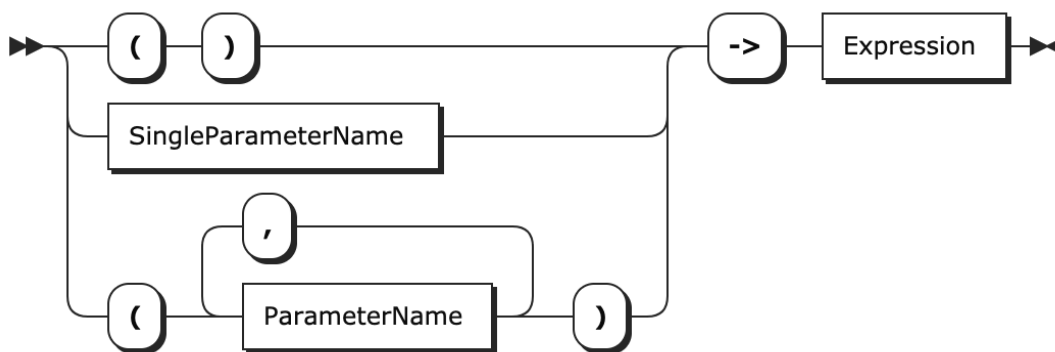 ( ) -> Expression
SingleParameterName
,
( ParameterName )